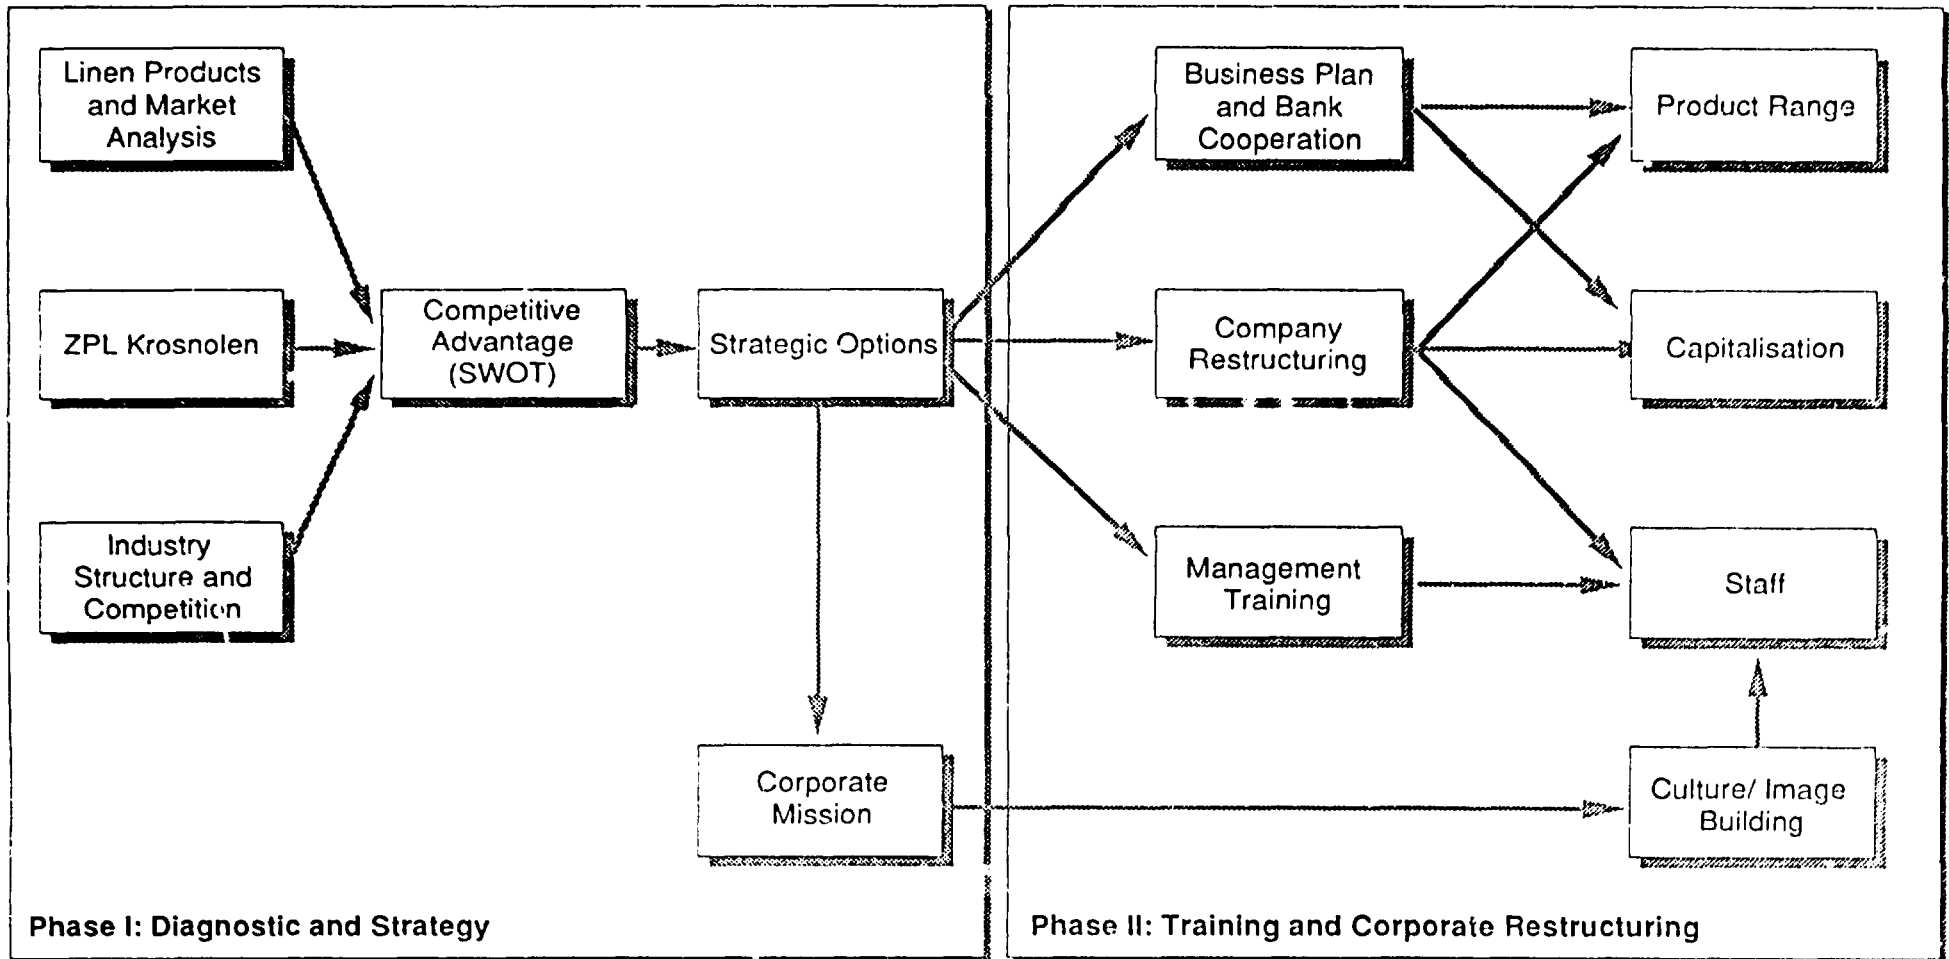 Linen Products
and Market
Analysis
ZPL Krosnolen
Industry
Structure and
Competition
Competitive
Advantage
(SWOT)
Strategic Options
Corporate
Mission
Phase I: Diagnostic and Strategy
Business Plan
and Bank
Cooperation
Company
Restructuring
Management
Training
Product Range
Capitalisation
Staff
Culture/ Image
Building
Phase II: Training and Corporate Restructuring